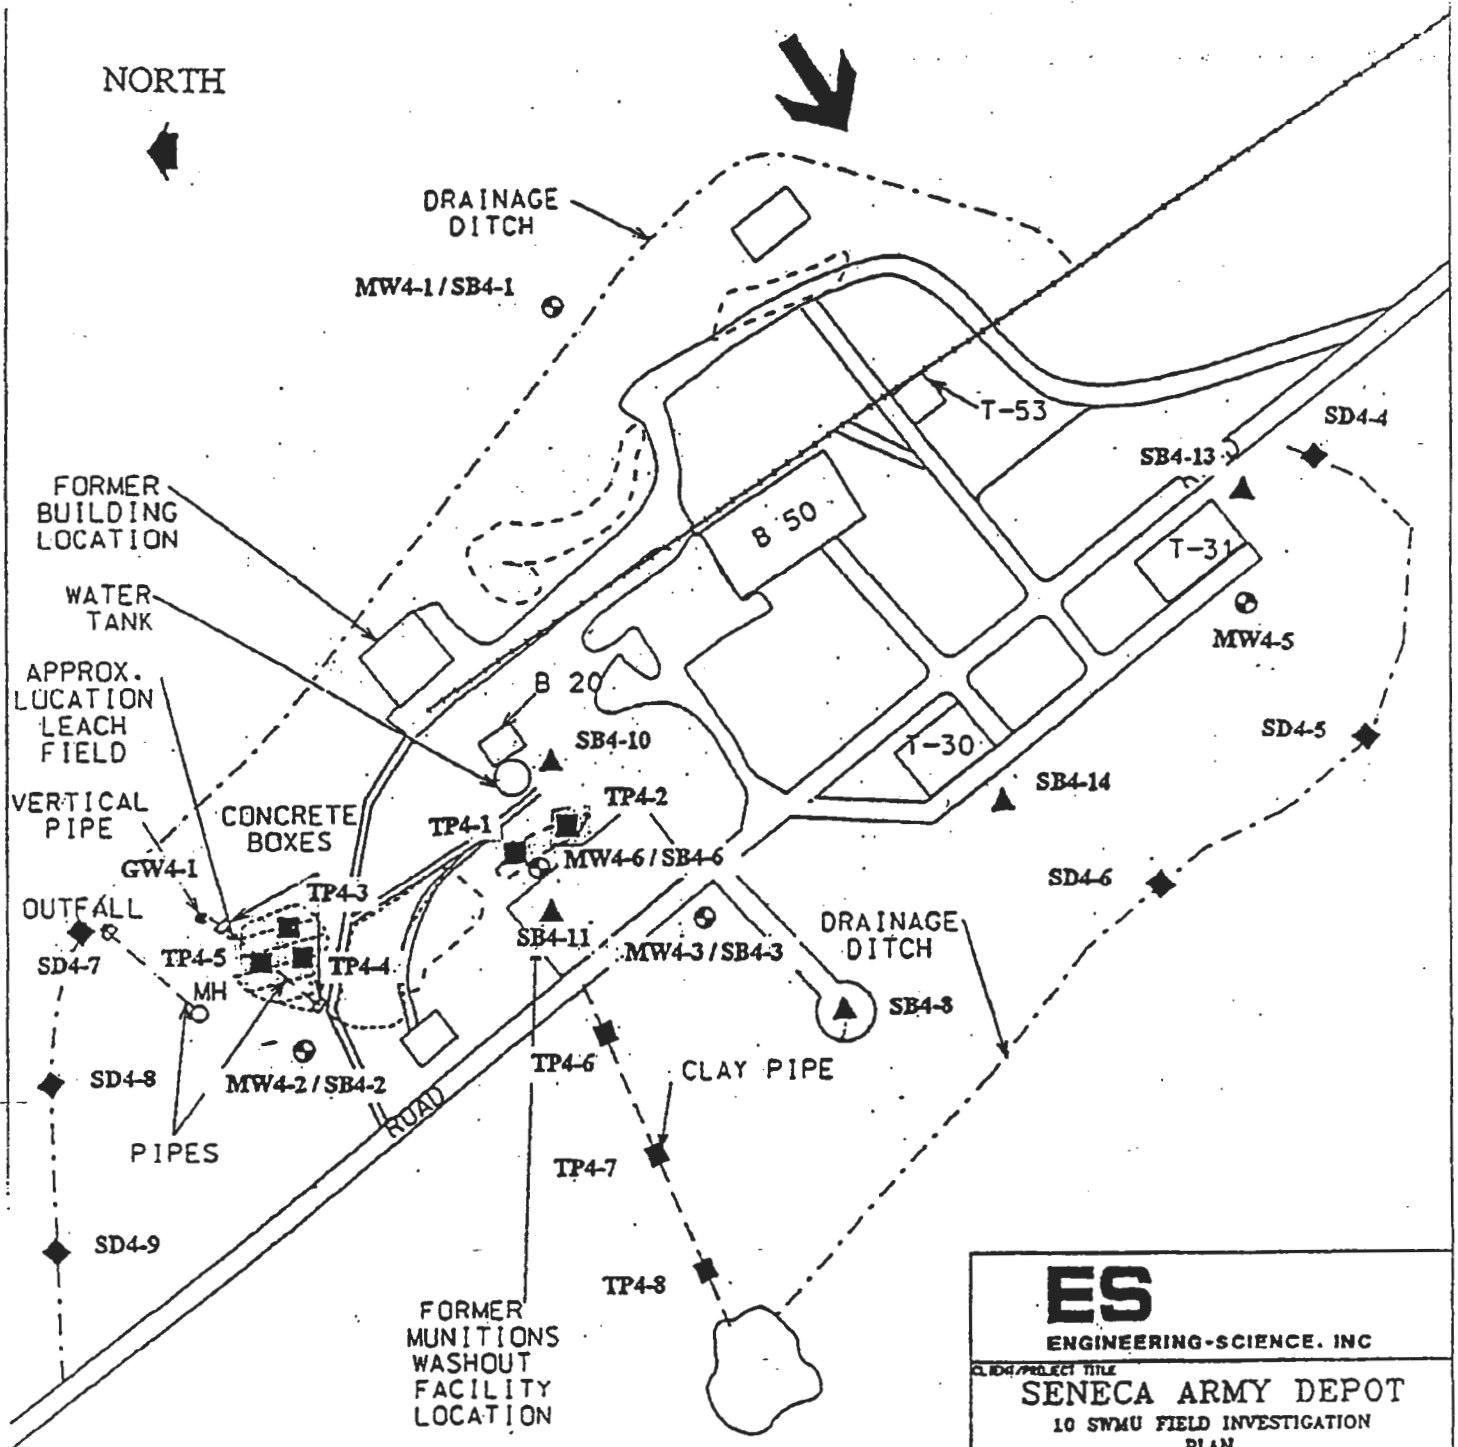 NORTH
DRAINAGE
DITCH
MW4-1/SB4-1
T-53
SD4-4
SB4-13
FORMER
BUILDING
LOCATION
B 50
T-31
WATER
TANK
MW4-5
APPROX.
LOCATION
LEACH
FIELD
B 20
SB4-10
SD4-5
T-30
SB4-14
VERTICAL
PIPE
CONCRETE
BOXES
TP4-1
TP4-2
MW4-6/SB4-6
GW4-1
TP4-3
SD4-6
OUTFALL
DRAINAGE
DITCH
SB4-11
MW4-3/SB4-3
SD4-7
TP4-5
TP4-4
MH
SB4-8
TP4-6
CLAY PIPE
SD4-8
MW4-2/SB4-2
ROAD
PIPES
TP4-7
SD4-9
TP4-8
FORMER
MUNITIONS
WASHOUT
FACILITY
LOCATION
ES
ENGINEERING-SCIENCE. INC
CLIENT/PROJECT TITLE
SENECA ARMY DEPOT
10 SWMU FIELD INVESTIGATION
PLAN